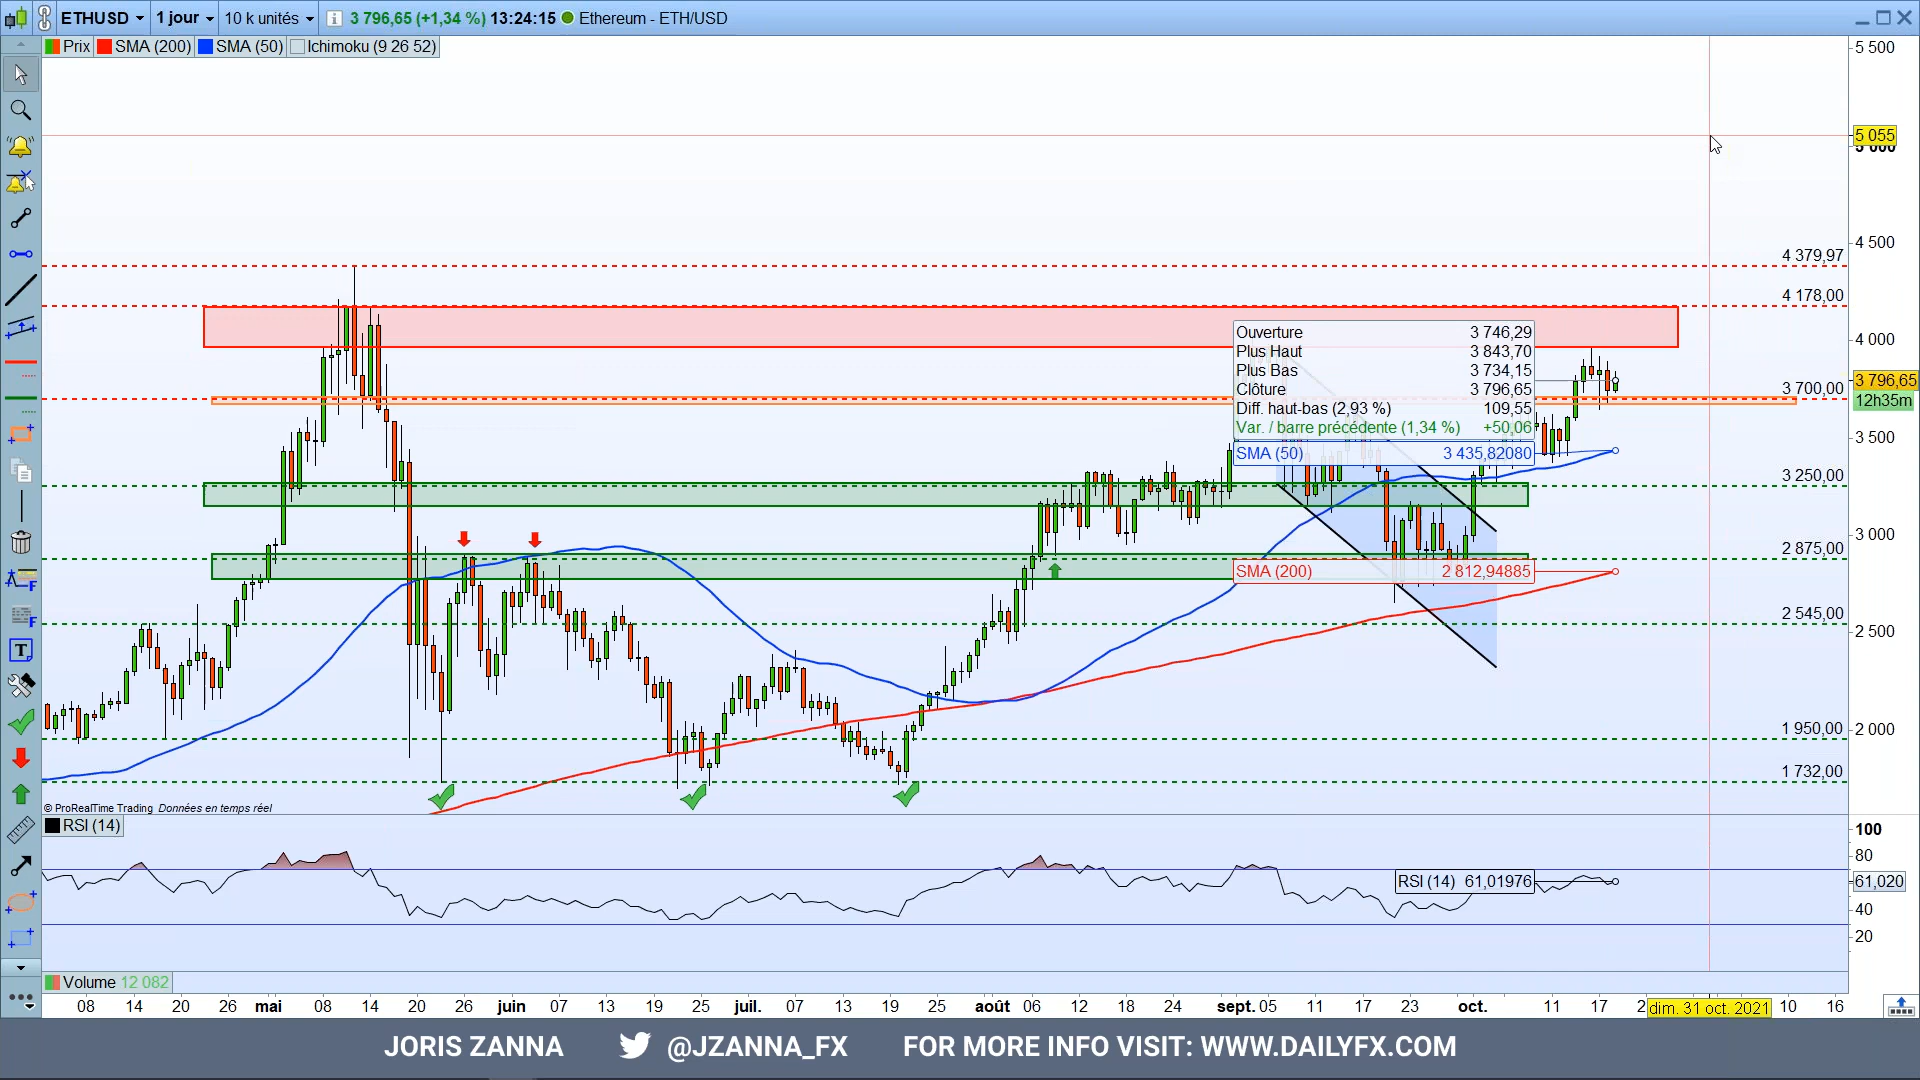 ETHUSD 1 jour 10 k unités 3 796,65 (+1,34 %) 13:24:15 Ethereum - ETH/USD
Prix SMA (200) SMA (50) Ichimoku (9 26 52)
5 500
5 055
5 000
4 500
4 379,97
4 178,00
4 000
Ouverture 3 746,29
Plus Haut 3 843,70
Plus Bas 3 734,15
Clôture 3 796,65
Diff. haut-bas (2,93 %) 109,55
Var. / barre précédente (1,34 %) +50,06
SMA (50) 3 435,82080
3 796,65
3 700,00
12h35m
3 500
3 250,00
3 000
2 875,00
SMA (200) 2 812,94885
2 545,00
2 500
1 950,00
2 000
1 732,00
© ProRealTime Trading Données en temps réel
RSI (14)
100
80
RSI (14) 61,01976
61,020
40
20
Volume 12 082
08 14 20 26 mai 08 14 20 26 juin 07 13 19 25 juil. 07 13 19 25 août 06 12 18 24 sept. 05 11 17 23 oct. 11 17 2 dim. 31 oct. 2021 10 16
JORIS ZANNA @JZANNA_FX FOR MORE INFO VISIT: WWW.DAILYFX.COM